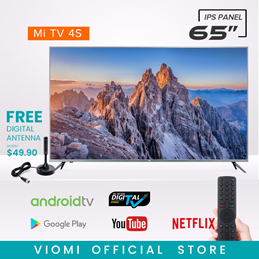 Mi TV 4S
IPS PANEL
65"
FREE
DIGITAL
ANTENNA
$49.90
androidtv
DIGITAL
Google Play
YouTube
NETFLIX
VIOMI OFFICIAL STORE